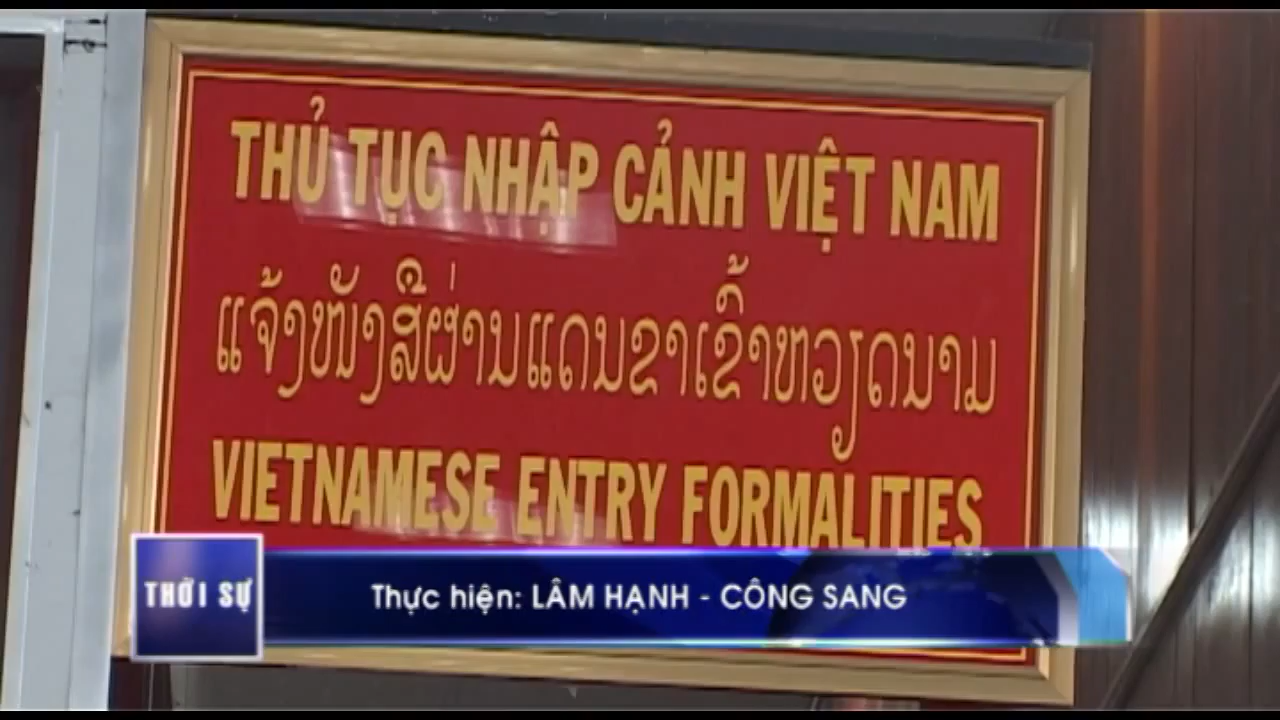 THỦ TỤC NHẬP CẢNH VIỆT NAM
ແຈ້ງໜັງສືຜ່ານແດນຂາເຂົ້າຫວຽດນາມ
VIETNAMESE ENTRY FORMALITIES
THỜI SỰ
Thực hiện: LÂM HẠNH - CÔNG SANG